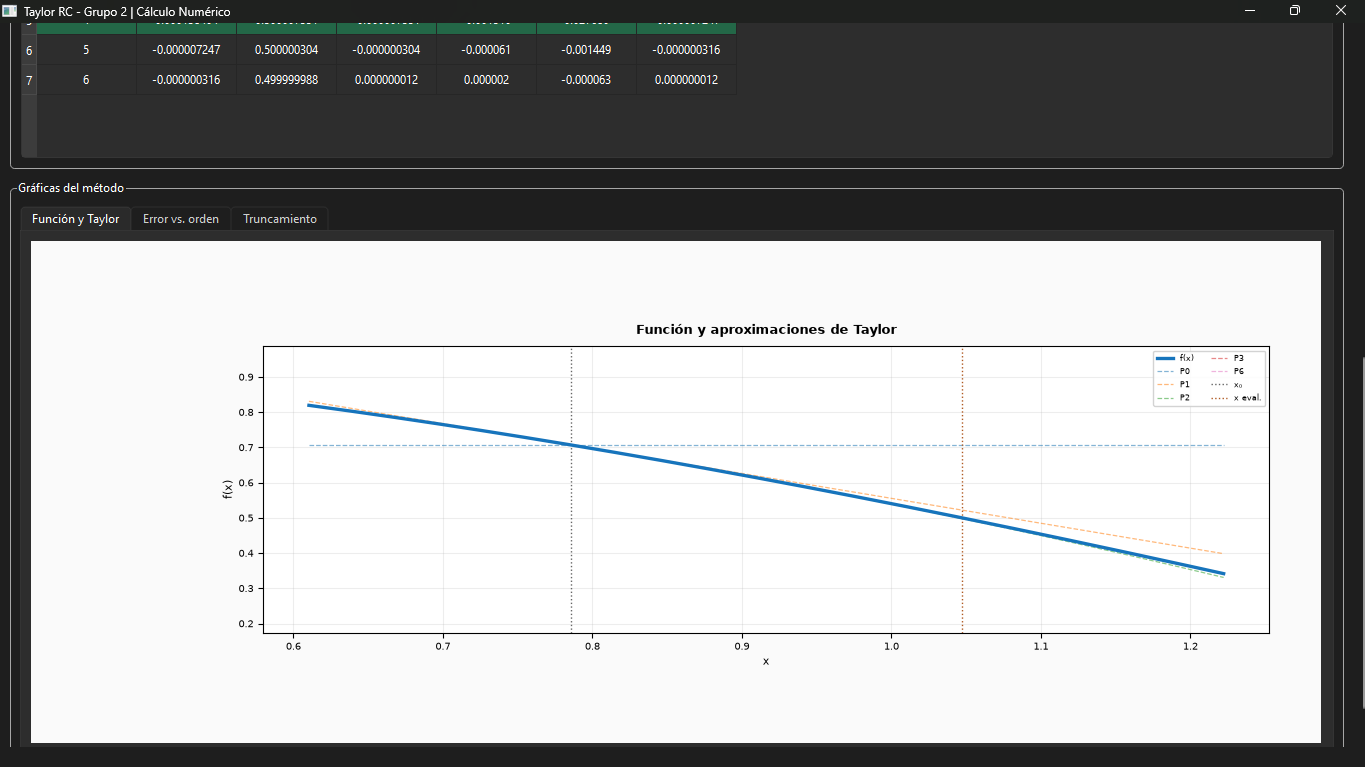 Taylor RC - Grupo 2 | Cálculo Numérico
6 5 -0.000007247 0.500000304 -0.000000304 -0.000061 -0.001449 -0.000000316
7 6 -0.000000316 0.499999988 0.000000012 0.000002 -0.000063 0.000000012
Gráficas del método
Función y Taylor Error vs. orden Truncamiento
Función y aproximaciones de Taylor
f(x) P3
P0 P6
P1 x₀
P2 x eval.
0.9
0.8
0.7
0.6
0.5
0.4
0.3
0.2
f(x)
0.6 0.7 0.8 0.9 1.0 1.1 1.2
x